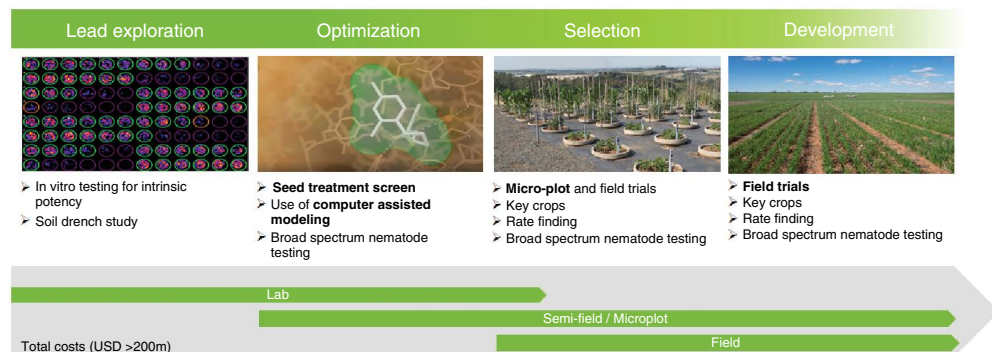 Lead exploration
Optimization
Selection
Development
➢ In vitro testing for intrinsic
potency
➢ Soil drench study
➢ Seed treatment screen
➢ Use of computer assisted
modeling
➢ Broad spectrum nematode
testing
➢ Micro-plot and field trials
➢ Key crops
➢ Rate finding
➢ Broad spectrum nematode testing
➢ Field trials
➢ Key crops
➢ Rate finding
➢ Broad spectrum nematode testing
Lab
Semi-field / Microplot
Field
Total costs (USD >200m)